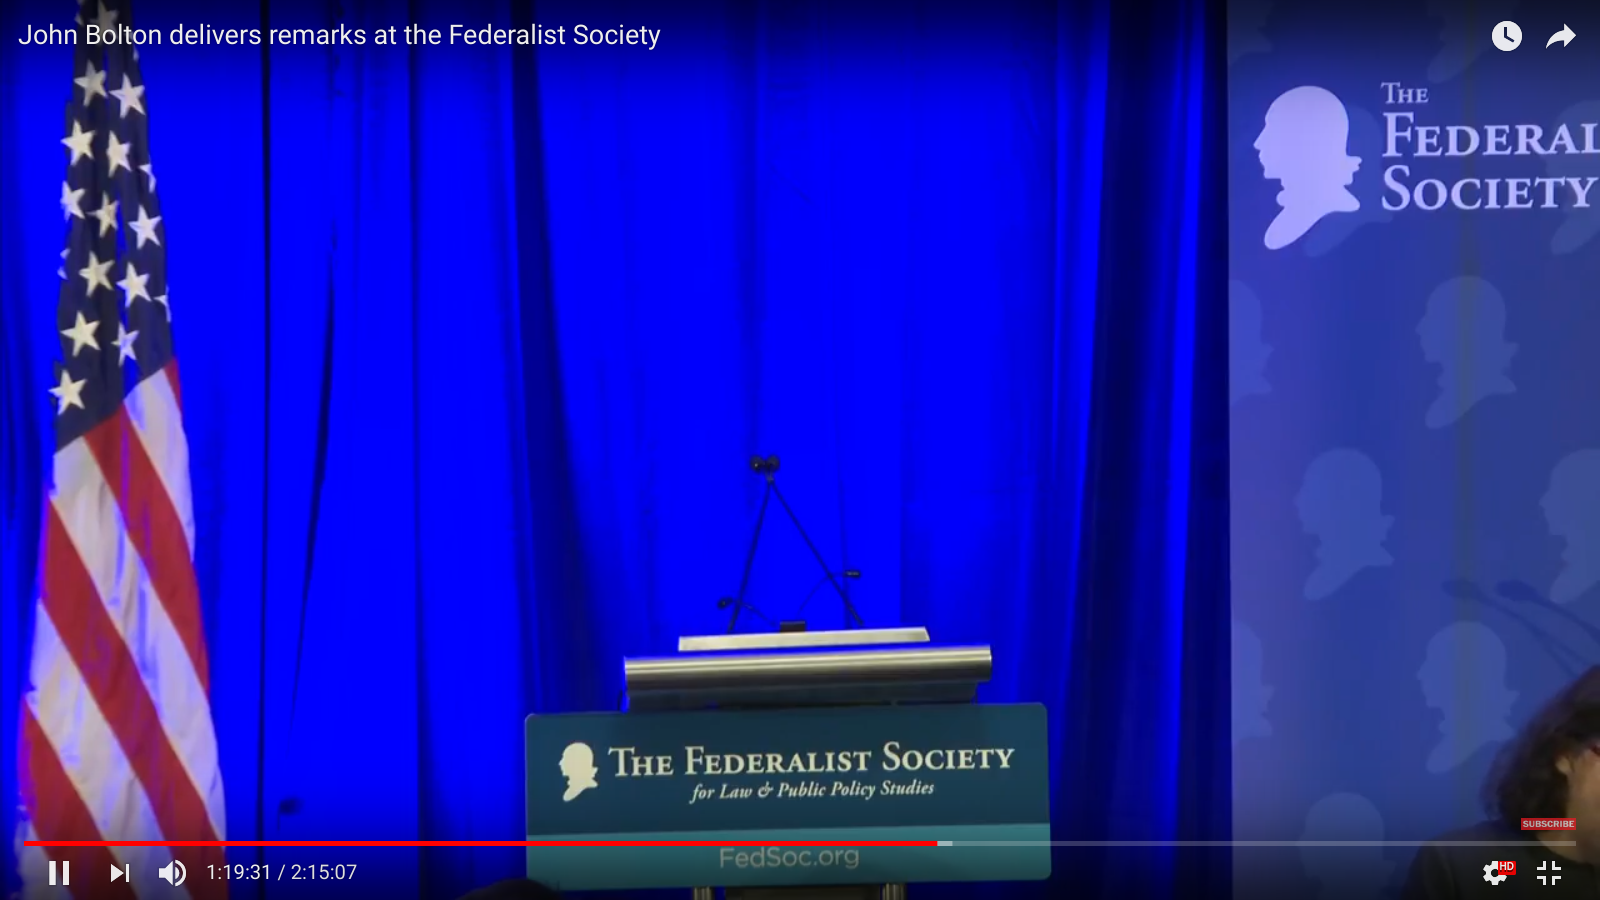 John Bolton delivers remarks at the Federalist Society
THE
FEDERAL
SOCIETY
THE FEDERALIST SOCIETY
for Law & Public Policy Studies
FedSoc.org
SUBSCRIBE
1:19:31 / 2:15:07
HD